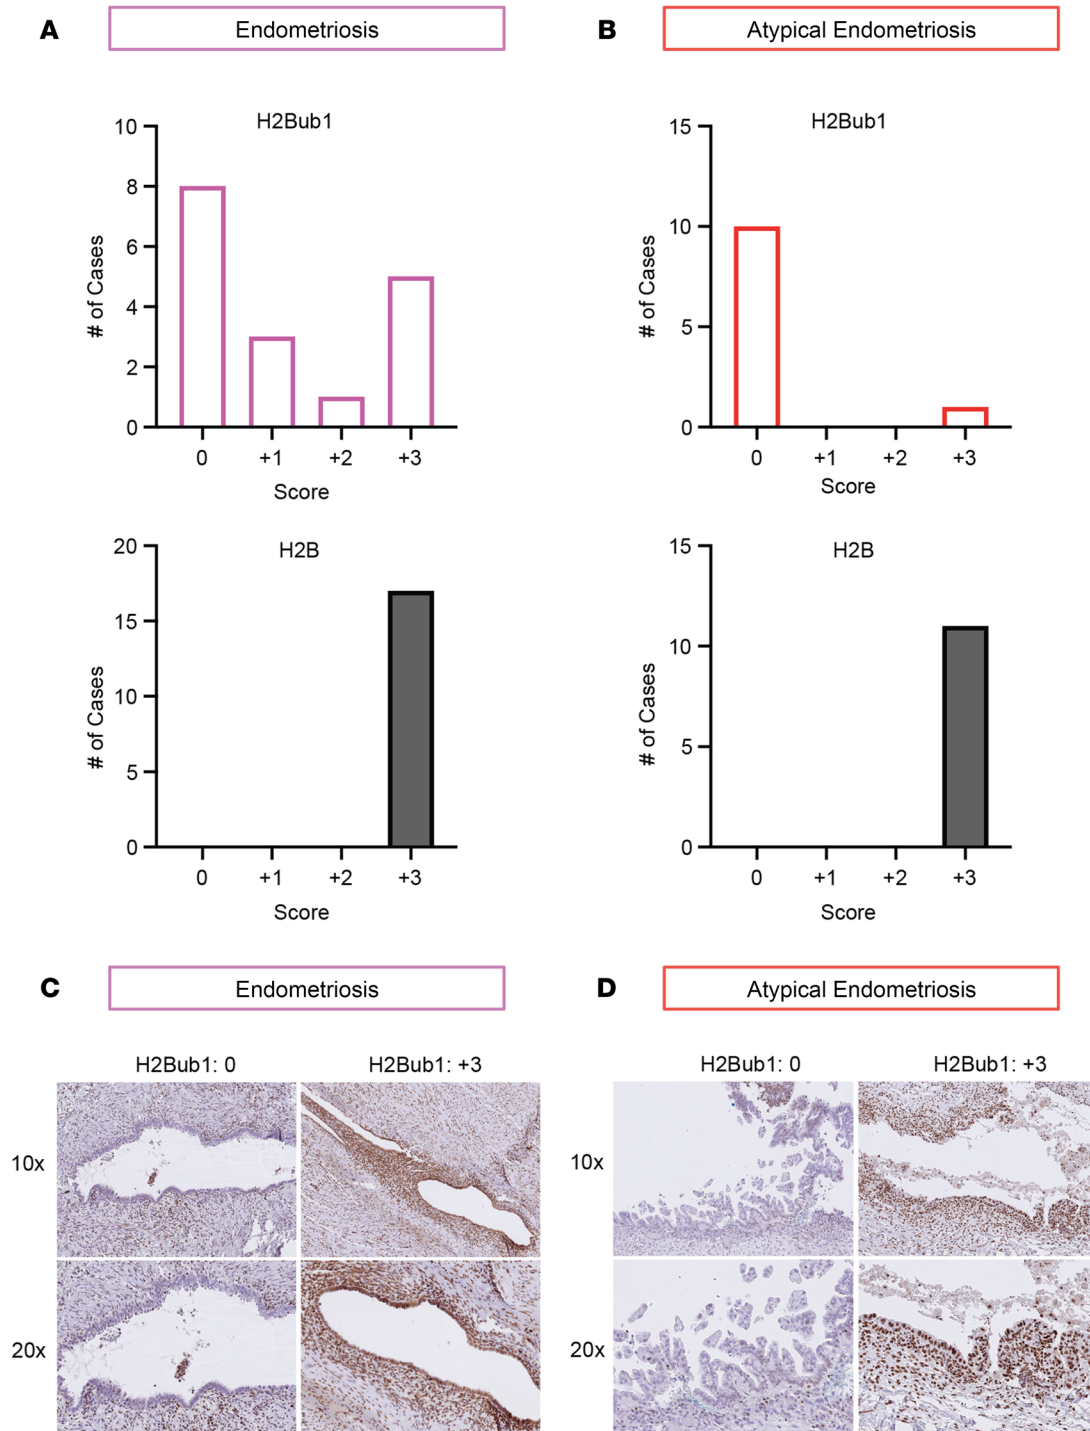 A
Endometriosis
H2Bub1
# of Cases
10
8
6
4
2
0
0 +1 +2 +3
Score
H2B
# of Cases
20
15
10
5
0
0 +1 +2 +3
Score
B
Atypical Endometriosis
H2Bub1
# of Cases
15
10
5
0
0 +1 +2 +3
Score
H2B
# of Cases
15
10
5
0
0 +1 +2 +3
Score
C
Endometriosis
H2Bub1: 0 H2Bub1: +3
10x
20x
D
Atypical Endometriosis
H2Bub1: 0 H2Bub1: +3
10x
20x